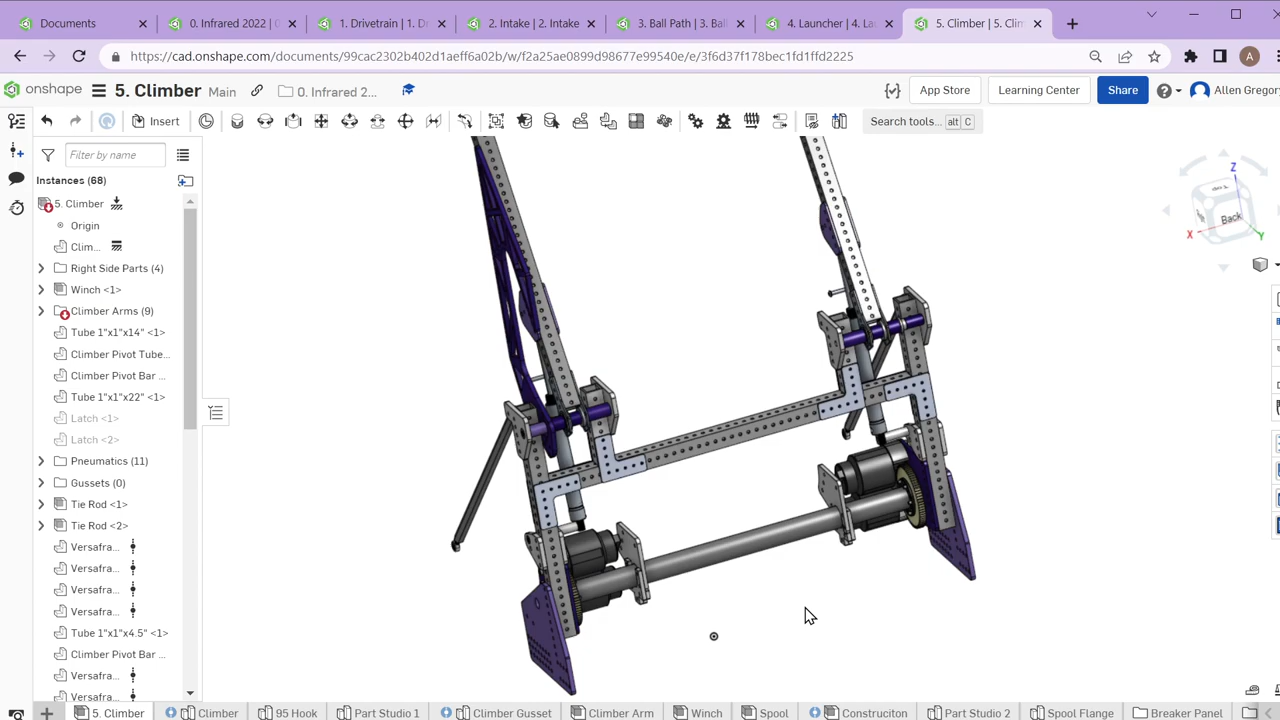 Documents
0. Infrared 2022 |
1. Drivetrain | 1. Dr
2. Intake | 2. Intake
3. Ball Path | 3. Ball
4. Launcher | 4. Lau
5. Climber | 5. Clim
https://cad.onshape.com/documents/99cac2302b402d1aeff6a02b/w/f2a25ae0899d98677e99540e/e/3f6d37f178bec1fd1ffd2225
A
onshape
5. Climber
Main
0. Infrared 2...
App Store
Learning Center
Share
Allen Gregory
Insert
Search tools...
alt
C
Filter by name
Instances (68)
5. Climber
Origin
Clim...
Right Side Parts (4)
Winch <1>
Climber Arms (9)
Tube 1"x1"x14" <1>
Climber Pivot Tube...
Climber Pivot Bar ...
Tube 1"x1"x22" <1>
Latch <1>
Latch <2>
Pneumatics (11)
Gussets (0)
Tie Rod <1>
Tie Rod <2>
Versafra...
Versafra...
Versafra...
Versafra...
Tube 1"x1"x4.5" <1>
Climber Pivot Bar ...
Versafra...
Versafra...
Z
Back
X
Y
5. Climber
Climber
95 Hook
Part Studio 1
Climber Gusset
Climber Arm
Winch
Spool
Construciton
Part Studio 2
Spool Flange
Breaker Panel